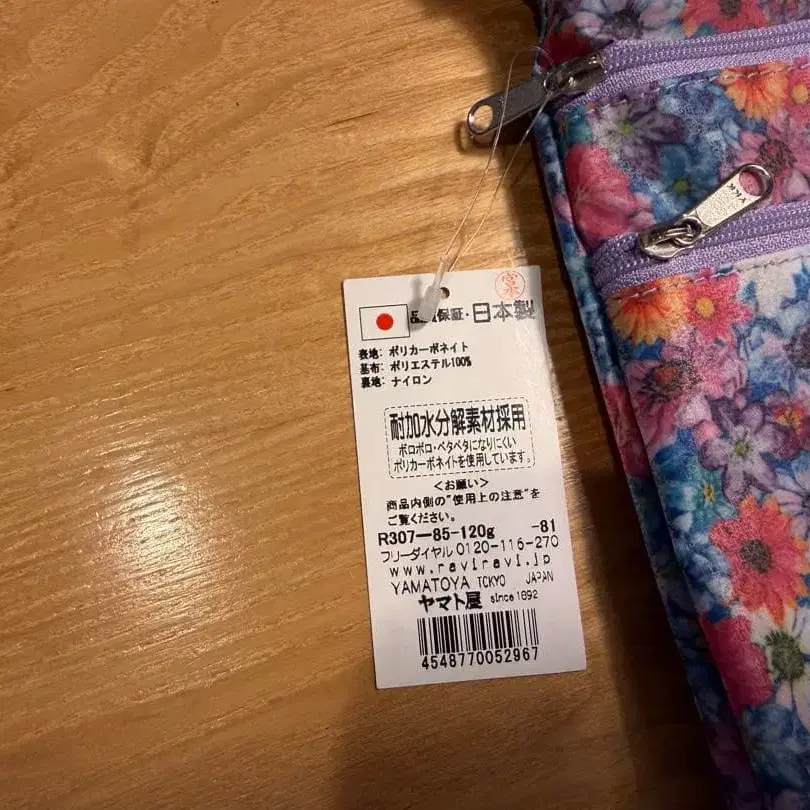 YKK
品質保証・日本製
表地: ポリカーボネイト
基布: ポリエステル100%
裏地: ナイロン
耐加水分解素材採用
ボロボロ・ベタベタになりにくい
ポリカーボネイトを使用しています。
<お願い>
商品内側の"使用上の注意"を
ご覧ください。
R307―85-120g -81
フリーダイヤル 0120-116-270
www.raviravi.jp
YAMATOYA TOKYO JAPAN
ヤマト屋 since 1892
4548770052967